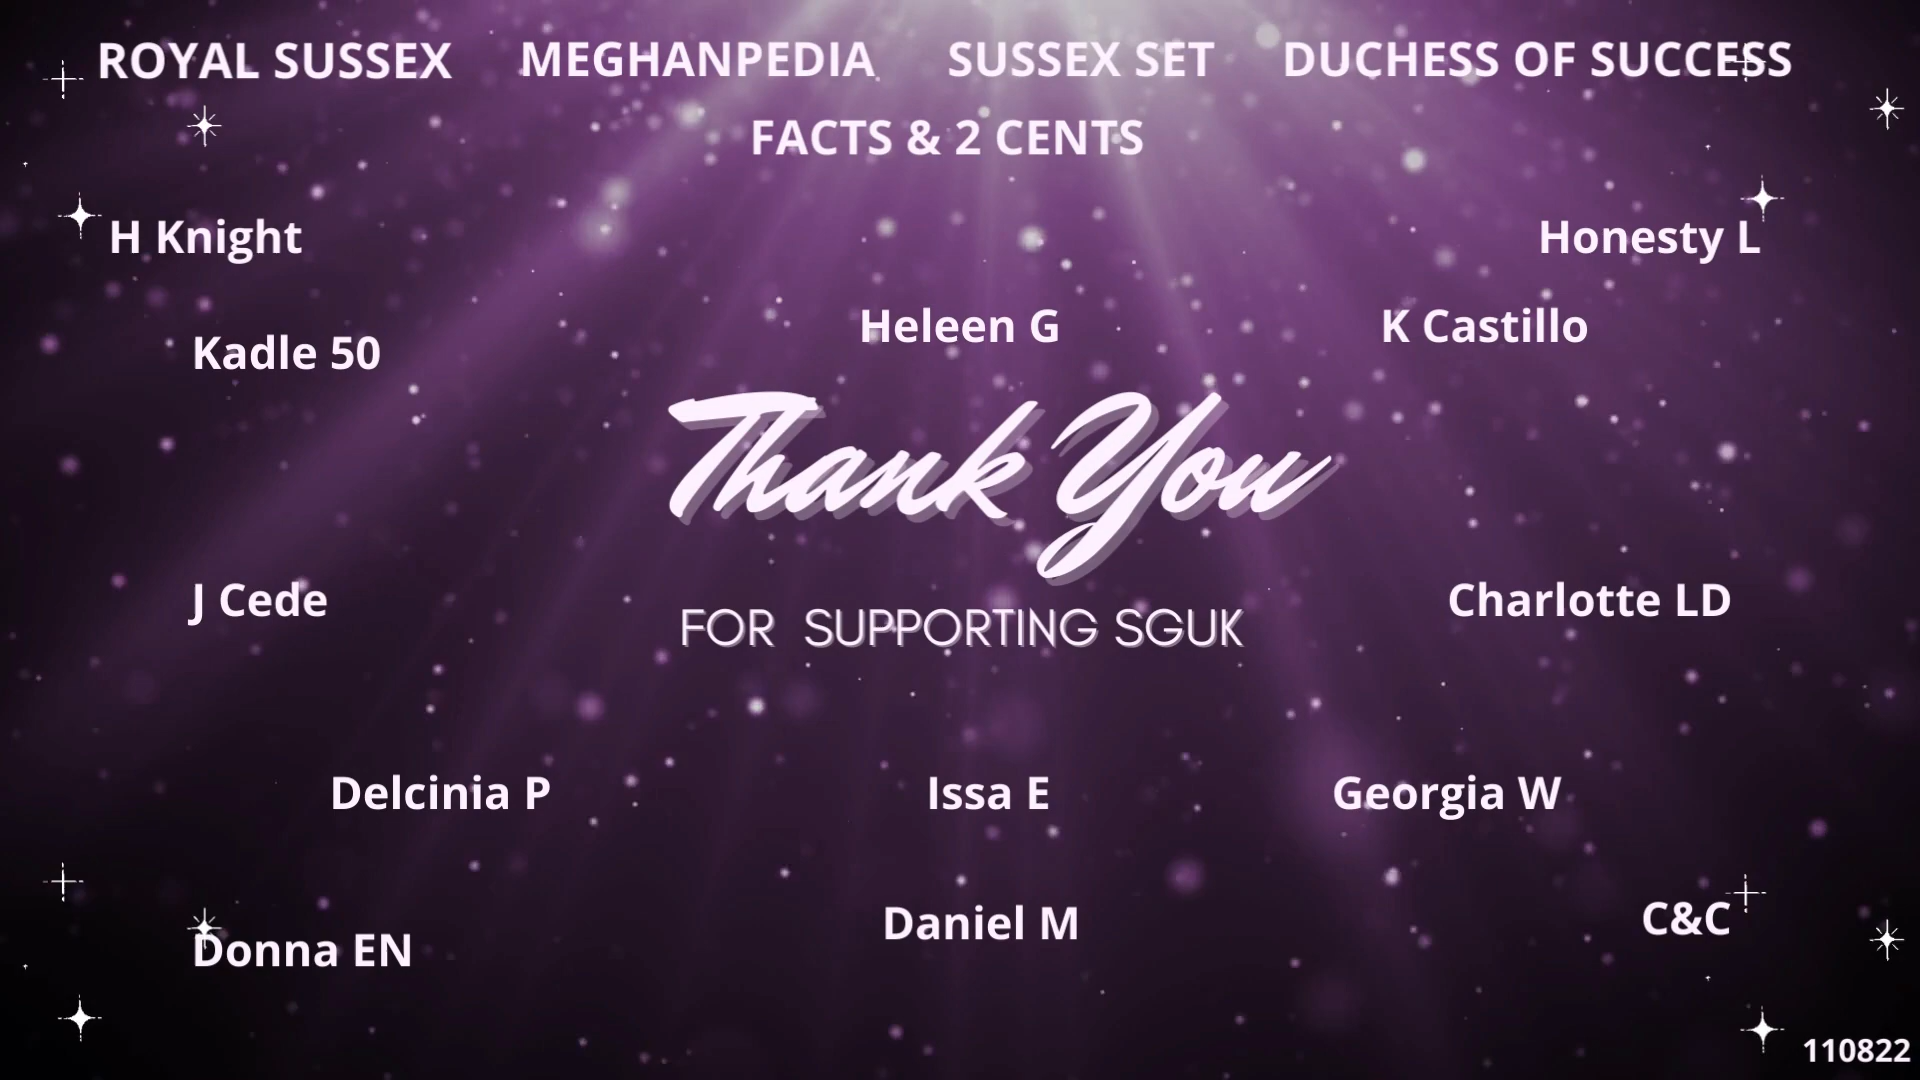 ROYAL SUSSEX MEGHANPEDIA SUSSEX SET DUCHESS OF SUCCESS
FACTS & 2 CENTS
H Knight Honesty L
Heleen G K Castillo
Kadle 50
Thank You
J Cede Charlotte LD
FOR SUPPORTING SGUK
Delcinia P Issa E Georgia W
Daniel M C&C
Donna EN
110822